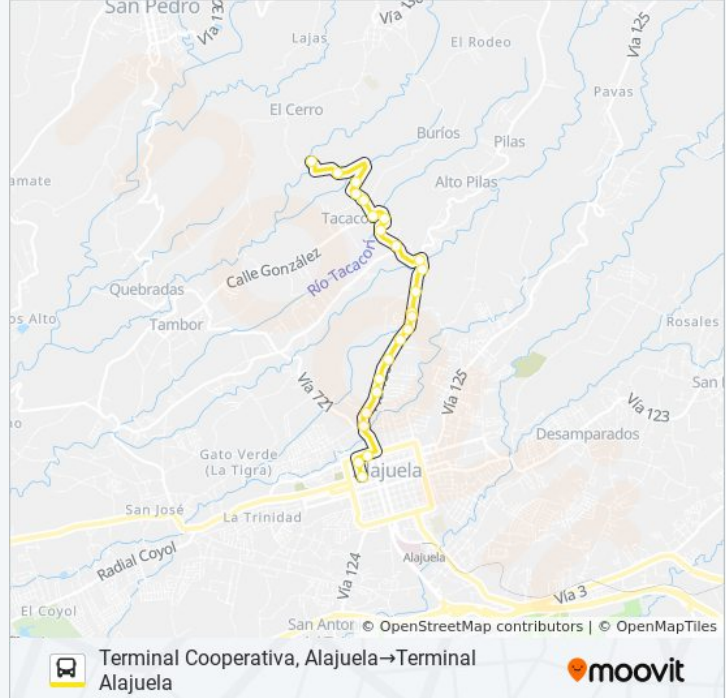 San Pedro
Vía 130
Lajas
Vía 130
El Rodeo
Vía 125
El Cerro
Pavas
Buríos
Pilas
amate
Alto Pilas
Tacacor
Calle González
Río Tacacorí
Quebradas
os Alto
Tambor
Rosales
Vía 721
Vía 125
San I
Vía 123
Desamparados
Gato Verde
(La Tigra)
lajuela
San José
La Trinidad
Radial Coyol
Alajuela
Vía 124
Vía 3
El Coyol
San Antor
© OpenStreetMap contributors | © OpenMapTiles
Terminal Cooperativa, Alajuela→Terminal
Alajuela
moovit